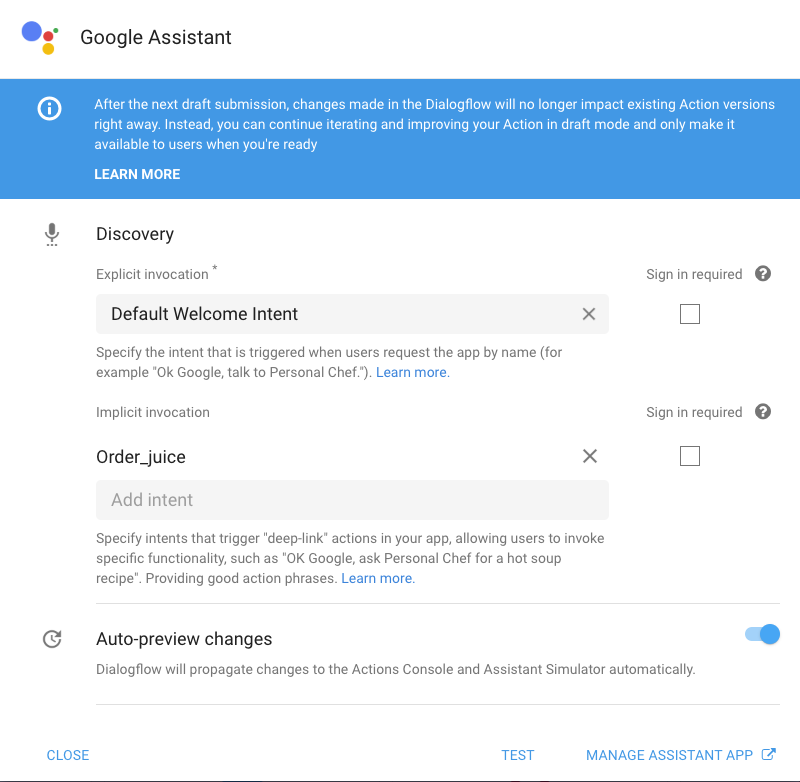 Google Assistant
After the next draft submission, changes made in the Dialogflow will no longer impact existing Action versions
right away. Instead, you can continue iterating and improving your Action in draft mode and only make it
available to users when you're ready
LEARN MORE
Discovery
Explicit invocation *
Sign in required
Default Welcome Intent
Specify the intent that is triggered when users request the app by name (for
example "Ok Google, talk to Personal Chef."). Learn more.
Implicit invocation
Sign in required
Order_juice
Add intent
Specify intents that trigger "deep-link" actions in your app, allowing users to invoke
specific functionality, such as "OK Google, ask Personal Chef for a hot soup
recipe". Providing good action phrases. Learn more.
Auto-preview changes
Dialogflow will propagate changes to the Actions Console and Assistant Simulator automatically.
CLOSE
TEST
MANAGE ASSISTANT APP